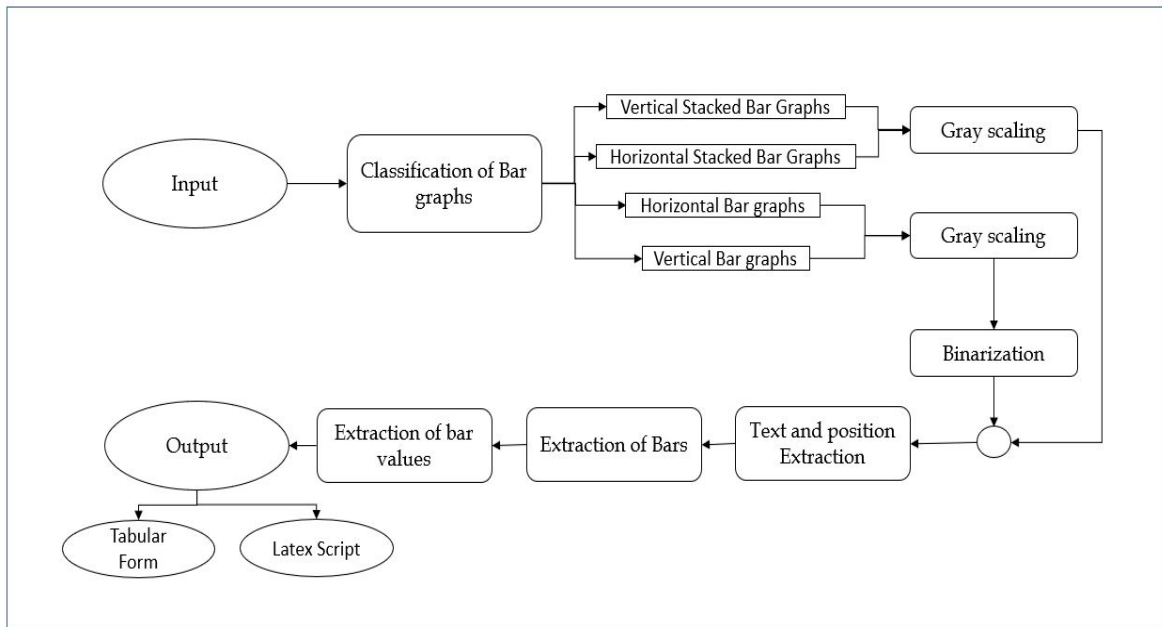 Input
Classification of Bar
graphs
Vertical Stacked Bar Graphs
Horizontal Stacked Bar Graphs
Horizontal Bar graphs
Vertical Bar graphs
Gray scaling
Gray scaling
Binarization
Text and position
Extraction
Extraction of Bars
Extraction of bar
values
Output
Tabular
Form
Latex Script